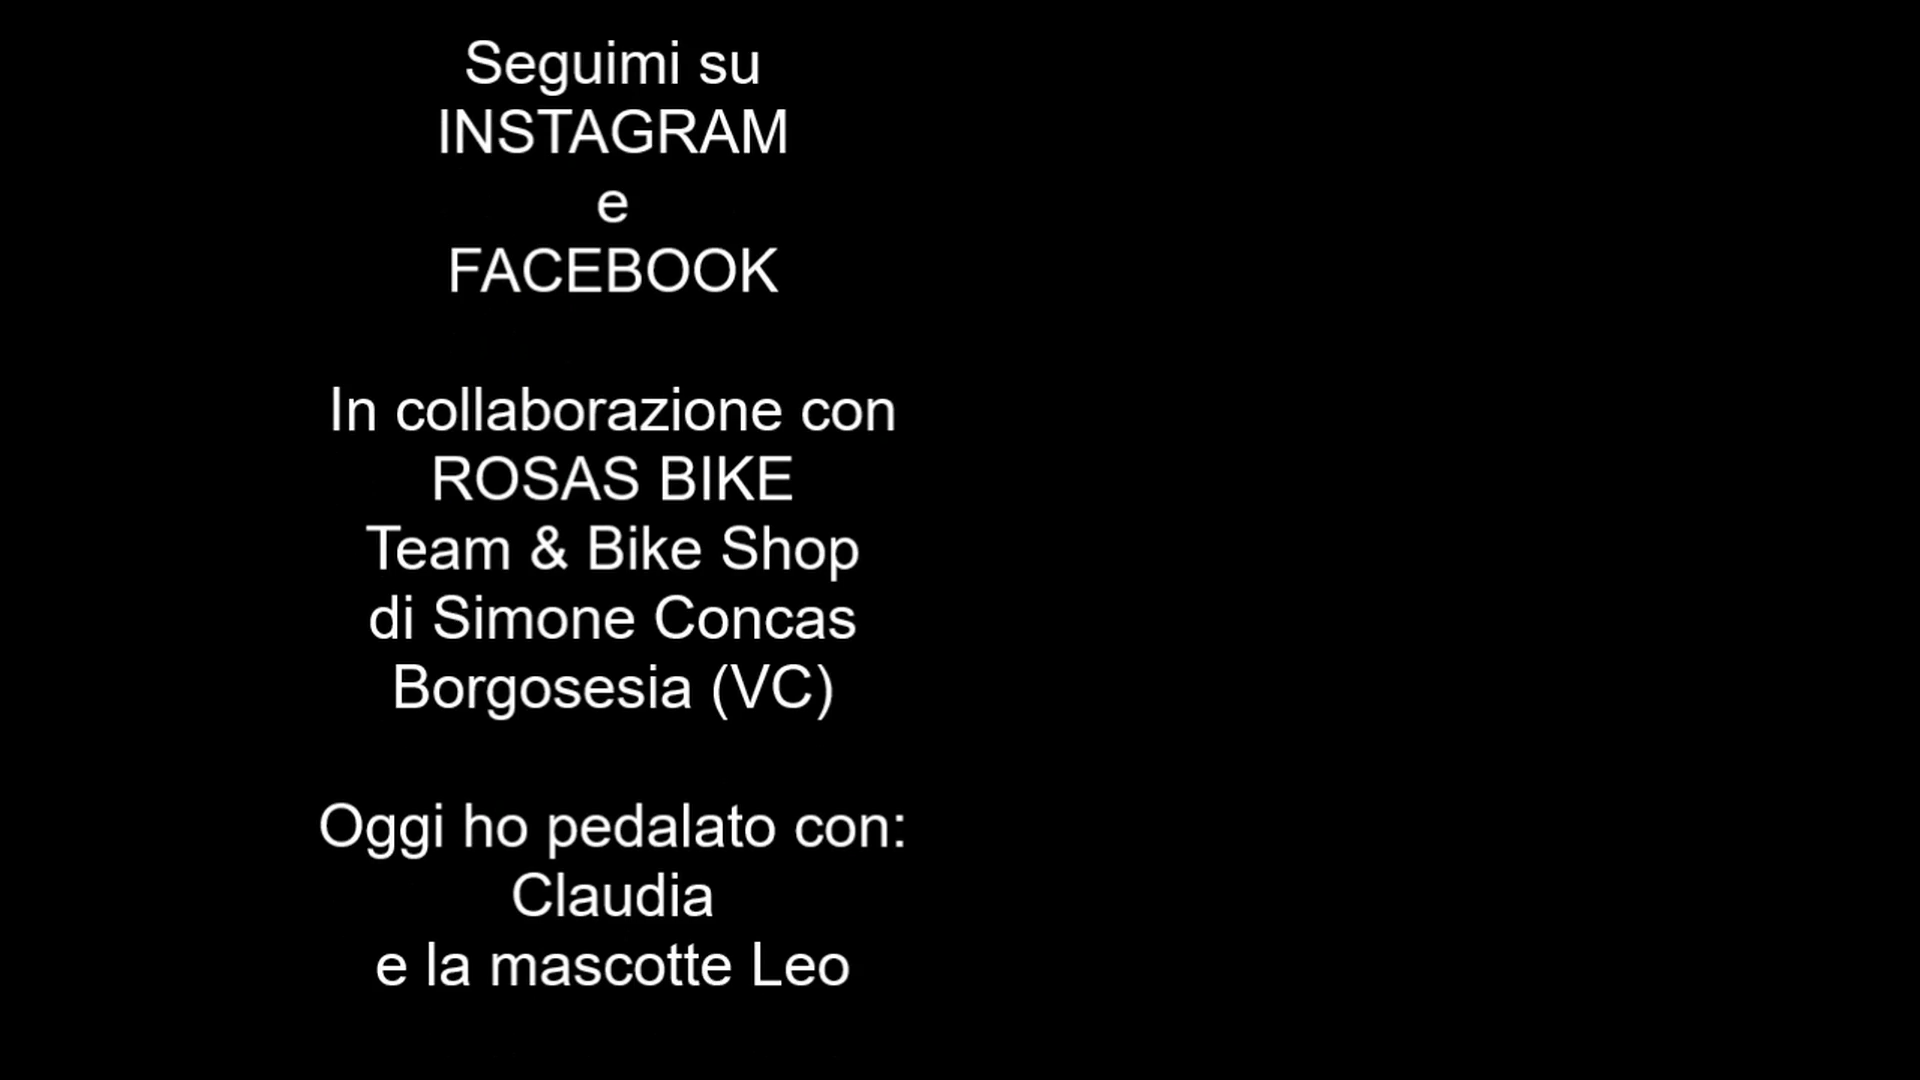 Seguimi su
INSTAGRAM
e
FACEBOOK
In collaborazione con
ROSAS BIKE
Team & Bike Shop
di Simone Concas
Borgosesia (VC)
Oggi ho pedalato con:
Claudia
e la mascotte Leo